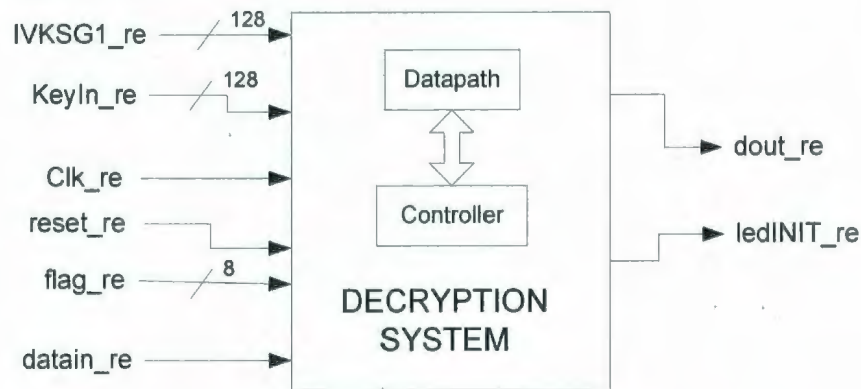 IVKSG1_re
128
KeyIn_re
128
Clk_re
reset_re
flag_re
8
datain_re
Datapath
Controller
DECRYPTION
SYSTEM
dout_re
ledINIT_re